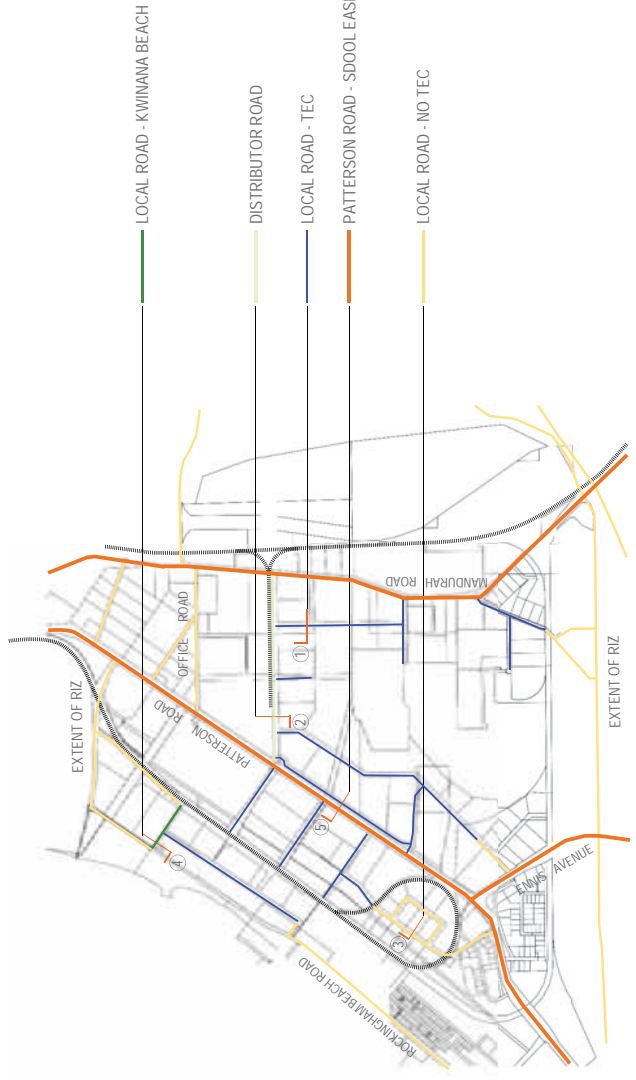 LOCAL ROAD - KWINANA BEACH
DISTRIBUTOR ROAD
LOCAL ROAD - TEC
PATTERSON ROAD - SDOOL EASE
LOCAL ROAD - NO TEC
EXTENT OF RIZ
OFFICE ROAD
PATTERSON ROAD
MANDURAH ROAD
1
2
5
4
3
ENNIS AVENUE
ROCKINGHAM BEACH ROAD
EXTENT OF RIZ